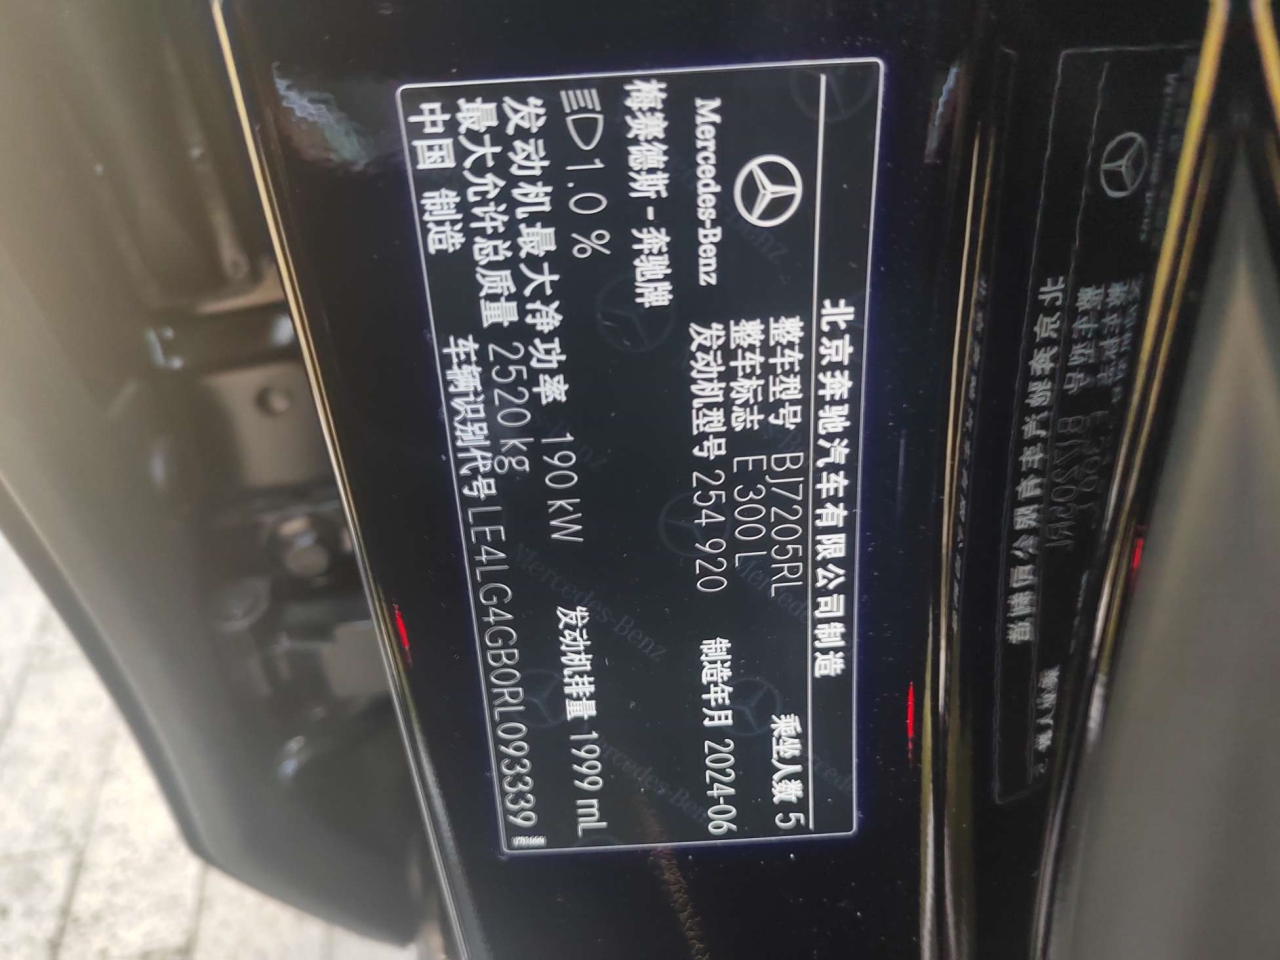 北京奔驰汽车有限公司制造
Mercedes-Benz
整车型号 BJ7205RL
乘坐人数 5
整车标志 E 300 L
梅赛德斯-奔驰牌
发动机型号 254 920
制造年月 2024-06
1.0 %
发动机最大净功率 190 kW
发动机排量 1999 mL
最大允许总质量 2520 kg
中国 制造
车辆识别代号 LE4LG4GB0RL093339